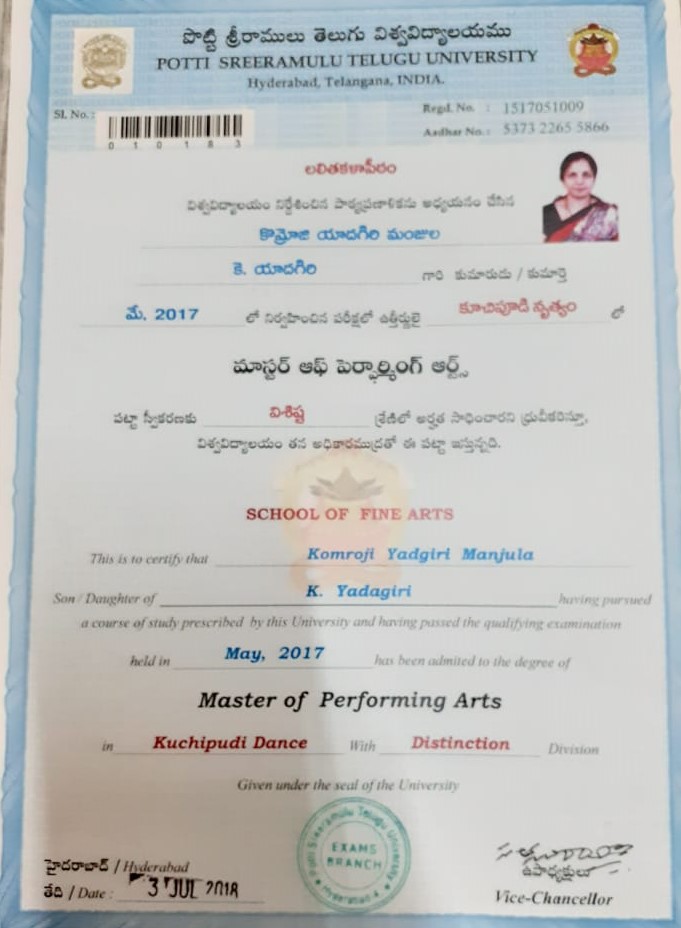 పొట్టి శ్రీరాములు తెలుగు విశ్వవిద్యాలయము
POTTI SREERAMULU TELUGU UNIVERSITY
Hyderabad, Telangana, INDIA.
Sl. No. :
0 1 0 1 8 3
Regd. No. : 1517051009
Aadhar No. : 5373 2265 5866
లలితకళాపీఠం
విశ్వవిద్యాలయం నిర్దేశించిన పాఠ్యప్రణాళికను అధ్యయనం చేసిన
కొమ్రోజి యాదగిరి మంజుల
కె. యాదగిరి గారి కుమారుడు / కుమార్తె
మే, 2017 లో నిర్వహించిన పరీక్షలో ఉత్తీర్ణులై కూచిపూడి నృత్యం లో
మాస్టర్ ఆఫ్ పెర్ఫార్మింగ్ ఆర్ట్స్
పట్టా స్వీకరణకు విశిష్ట శ్రేణిలో అర్హత సాధించారని ధ్రువీకరిస్తూ,
విశ్వవిద్యాలయం తన అధికారముద్రతో ఈ పట్టా ఇస్తున్నది.
SCHOOL OF FINE ARTS
This is to certify that Komroji Yadgiri Manjula
Son / Daughter of K. Yadagiri having pursued
a course of study prescribed by this University and having passed the qualifying examination
held in May, 2017 has been admitted to the degree of
Master of Performing Arts
in Kuchipudi Dance With Distinction Division
Given under the seal of the University
Potti Sreeramulu Telugu University
EXAMS
BRANCH
Hyderabad-4
హైదరాబాద్ / Hyderabad
తేది / Date : 3 JUL 2018
ఉపాధ్యక్షులు
Vice-Chancellor